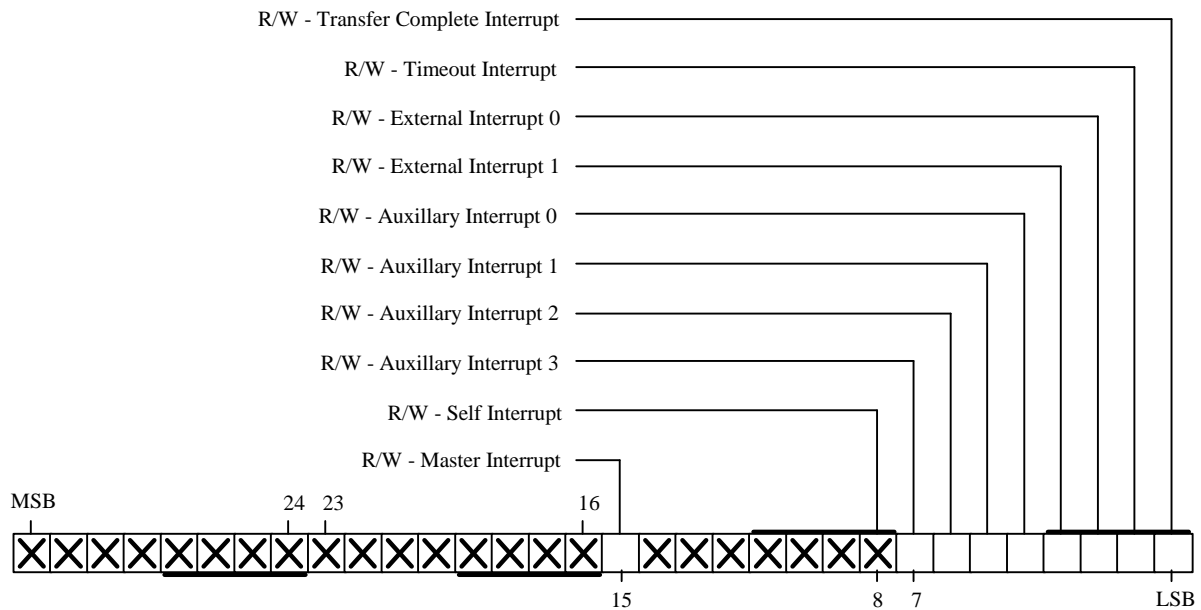 R/W - Transfer Complete Interrupt
R/W - Timeout Interrupt
R/W - External Interrupt 0
R/W - External Interrupt 1
R/W - Auxillary Interrupt 0
R/W - Auxillary Interrupt 1
R/W - Auxillary Interrupt 2
R/W - Auxillary Interrupt 3
R/W - Self Interrupt
R/W - Master Interrupt
MSB 24 23 16
15 8 7 LSB